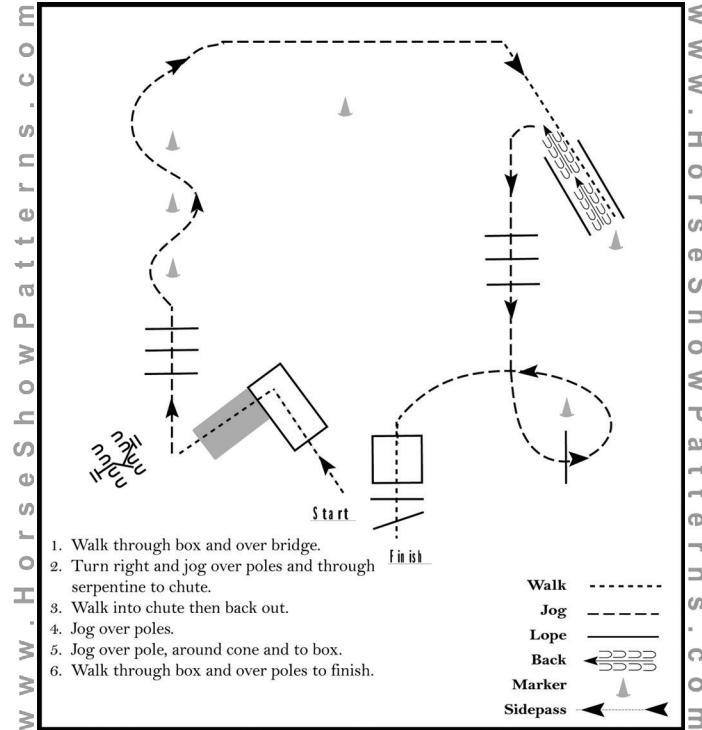 www.HorseShowPatterns.com
www.HorseShowPatterns.com
Start
Finish
1. Walk through box and over bridge.
2. Turn right and jog over poles and through
serpentine to chute.
3. Walk into chute then back out.
4. Jog over poles.
5. Jog over pole, around cone and to box.
6. Walk through box and over poles to finish.
Walk
Jog
Lope
Back
Marker
Sidepass